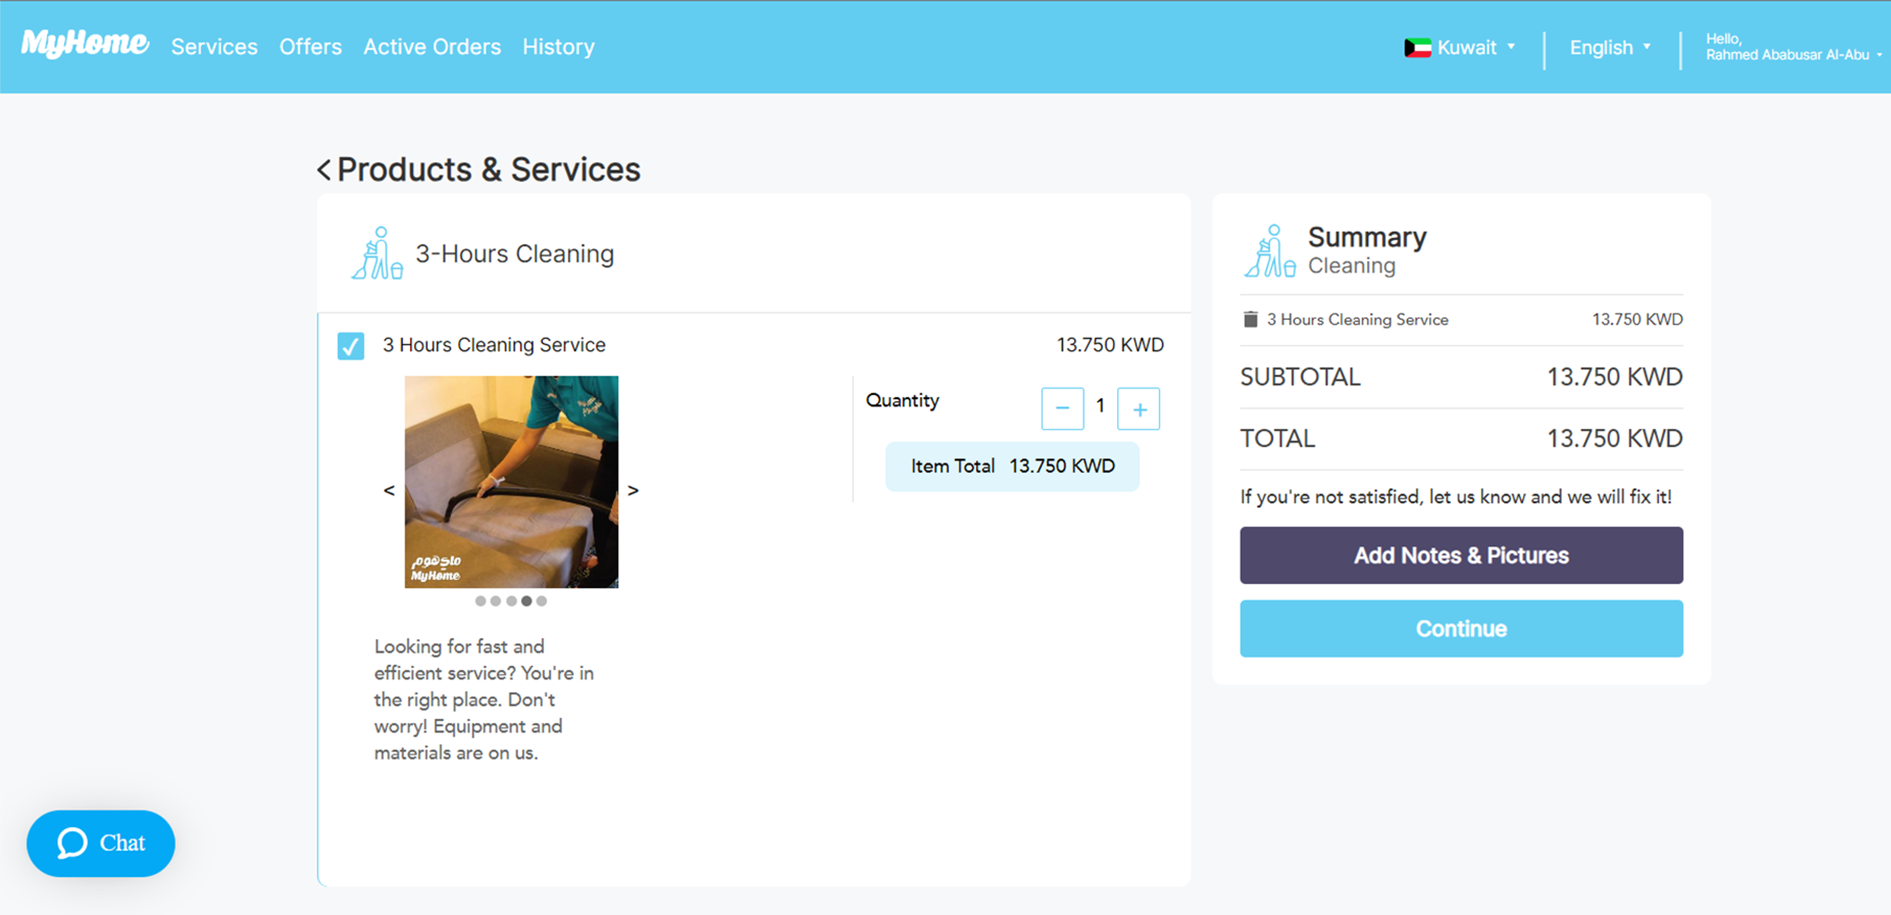 MyHome
Services
Offers
Active Orders
History
Kuwait
English
Hello,
Rahmed Ababusar Al-Abu
< Products & Services
3-Hours Cleaning
3 Hours Cleaning Service 13.750 KWD
Quantity
− 1 +
Item Total 13.750 KWD
< >
ماي هوم
MyHome
Looking for fast and
efficient service? You're in
the right place. Don't
worry! Equipment and
materials are on us.
Summary
Cleaning
3 Hours Cleaning Service 13.750 KWD
SUBTOTAL 13.750 KWD
TOTAL 13.750 KWD
If you're not satisfied, let us know and we will fix it!
Add Notes & Pictures
Continue
Chat